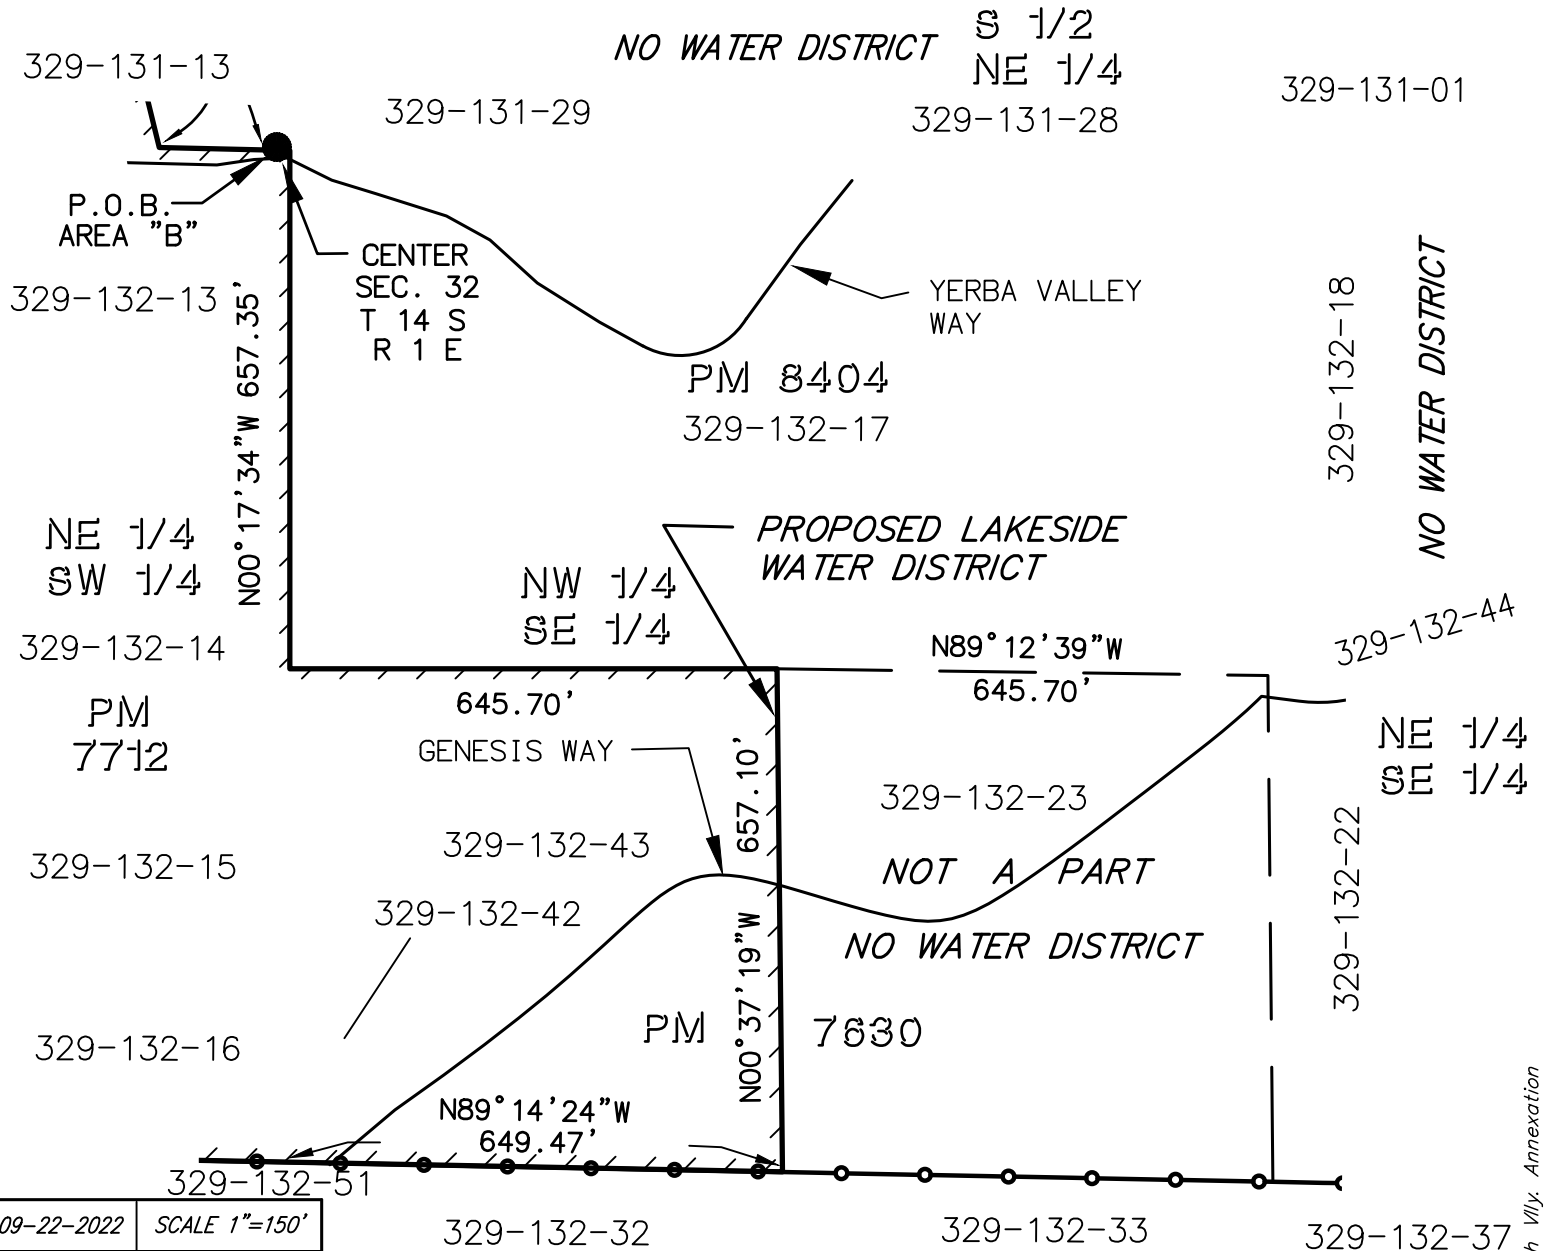 NO WATER DISTRICT
S 1/2
NE 1/4
329-131-13
329-131-29
329-131-28
329-131-01
P.O.B.
AREA "B"
CENTER
SEC. 32
T 14 S
R 1 E
329-132-13
N00°17'34"W 657.35'
YERBA VALLEY
WAY
329-132-18
NO WATER DISTRICT
PM 8404
329-132-17
NE 1/4
SW 1/4
NW 1/4
SE 1/4
PROPOSED LAKESIDE
WATER DISTRICT
329-132-14
N89°12'39"W
645.70'
329-132-44
645.70'
PM
7712
GENESIS WAY
657.10'
N00°37'19"W
NE 1/4
SE 1/4
329-132-23
329-132-43
329-132-15
NOT A PART
329-132-22
329-132-42
NO WATER DISTRICT
329-132-16
PM 7630
N89°14'24"W
649.47'
329-132-51
09-22-2022
SCALE 1"=150'
329-132-32
329-132-33
329-132-37
Vlly. Annexation